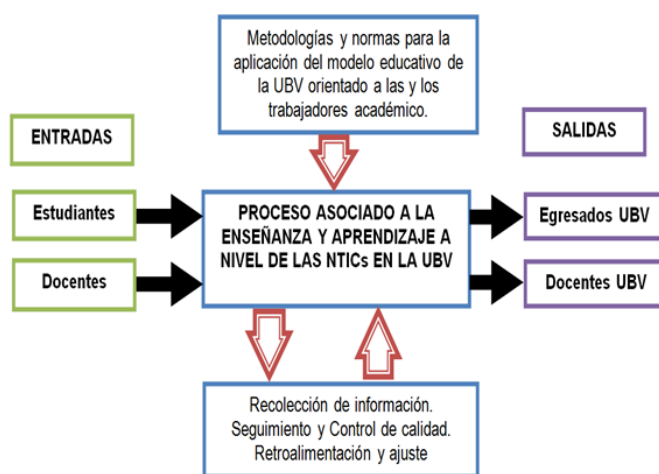 Metodologías y normas para la
aplicación del modelo educativo de
la UBV orientado a las y los
trabajadores académico.
ENTRADAS
SALIDAS
Estudiantes
Docentes
PROCESO ASOCIADO A LA
ENSEÑANZA Y APRENDIZAJE A
NIVEL DE LAS NTICs EN LA UBV
Egresados UBV
Docentes UBV
Recolección de información.
Seguimiento y Control de calidad.
Retroalimentación y ajuste